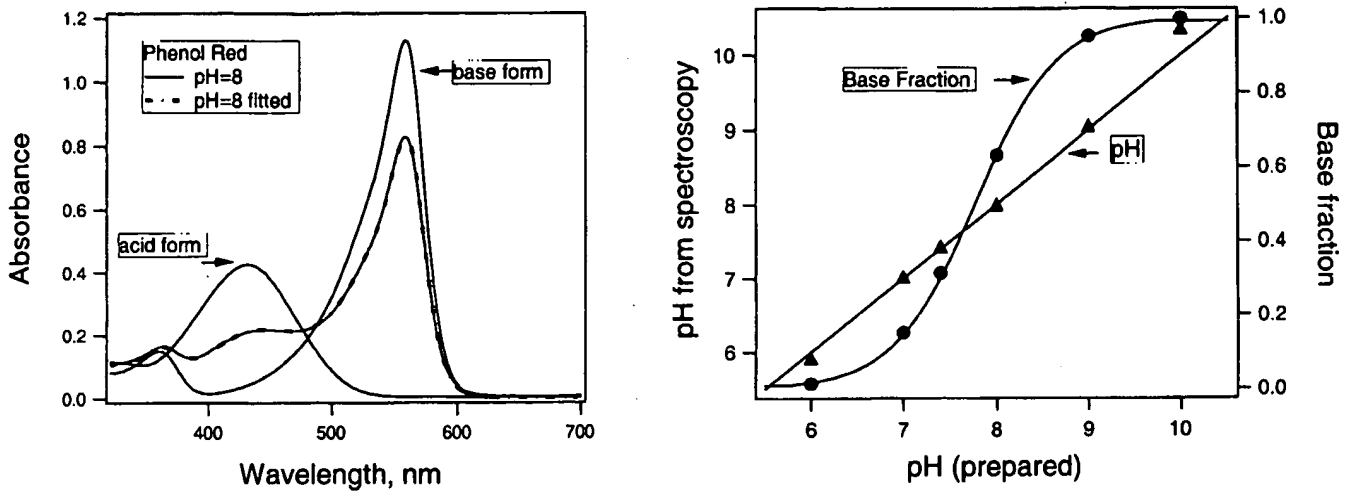 Phenol Red
pH=8
pH=8 fitted
base form
acid form
Absorbance
1.2
1.0
0.8
0.6
0.4
0.2
0.0
400
500
600
700
Wavelength, nm
pH from spectroscopy
10
9
8
7
6
Base Fraction
pH
1.0
0.8
0.6
0.4
0.2
0.0
Base fraction
6
7
8
9
10
pH (prepared)